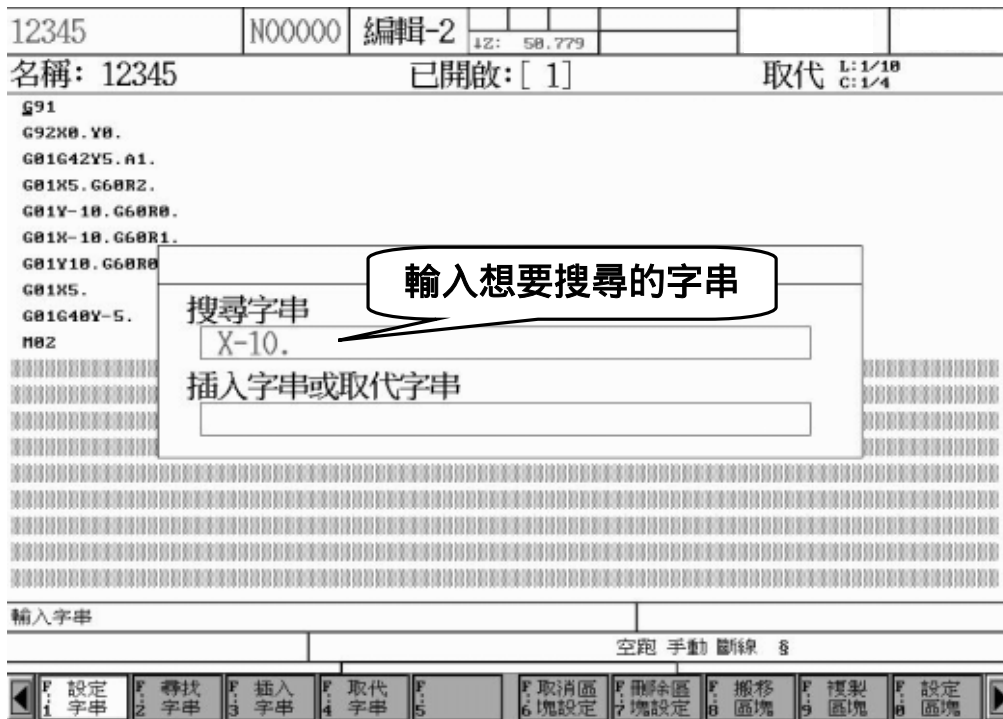 12345 N00000 編輯-2 ↓Z: 50.779
名稱: 12345 已開啟:[ 1] 取代 L:1/10 C:1/4
G91
G92X0.Y0.
G01G42Y5.A1.
G01X5.G60R2.
G01Y-10.G60R0.
G01X-10.G60R1.
G01Y10.G60R0
G01X5.
G01G40Y-5.
M02
輸入想要搜尋的字串
搜尋字串
X-10.
插入字串或取代字串
輸入字串
空跑 手動 斷線 §
F1 設定字串 F2 尋找字串 F3 插入字串 F4 取代字串 F5 F6 取消區塊設定 F7 刪除區塊設定 F8 搬移區塊 F9 複製區塊 F0 設定區塊